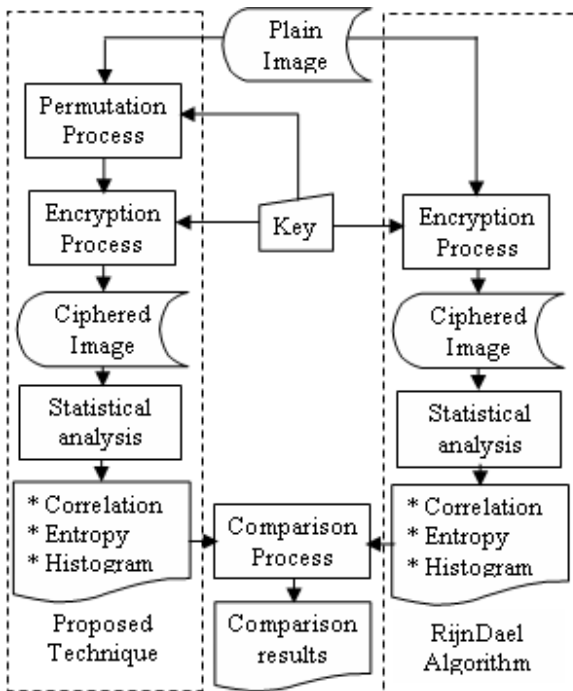 Plain
Image
Permutation
Process
Encryption
Process
Key
Encryption
Process
Ciphered
Image
Ciphered
Image
Statistical
analysis
Statistical
analysis
* Correlation
* Entropy
* Histogram
Comparison
Process
* Correlation
* Entropy
* Histogram
Proposed
Technique
Comparison
results
RijnDael
Algorithm